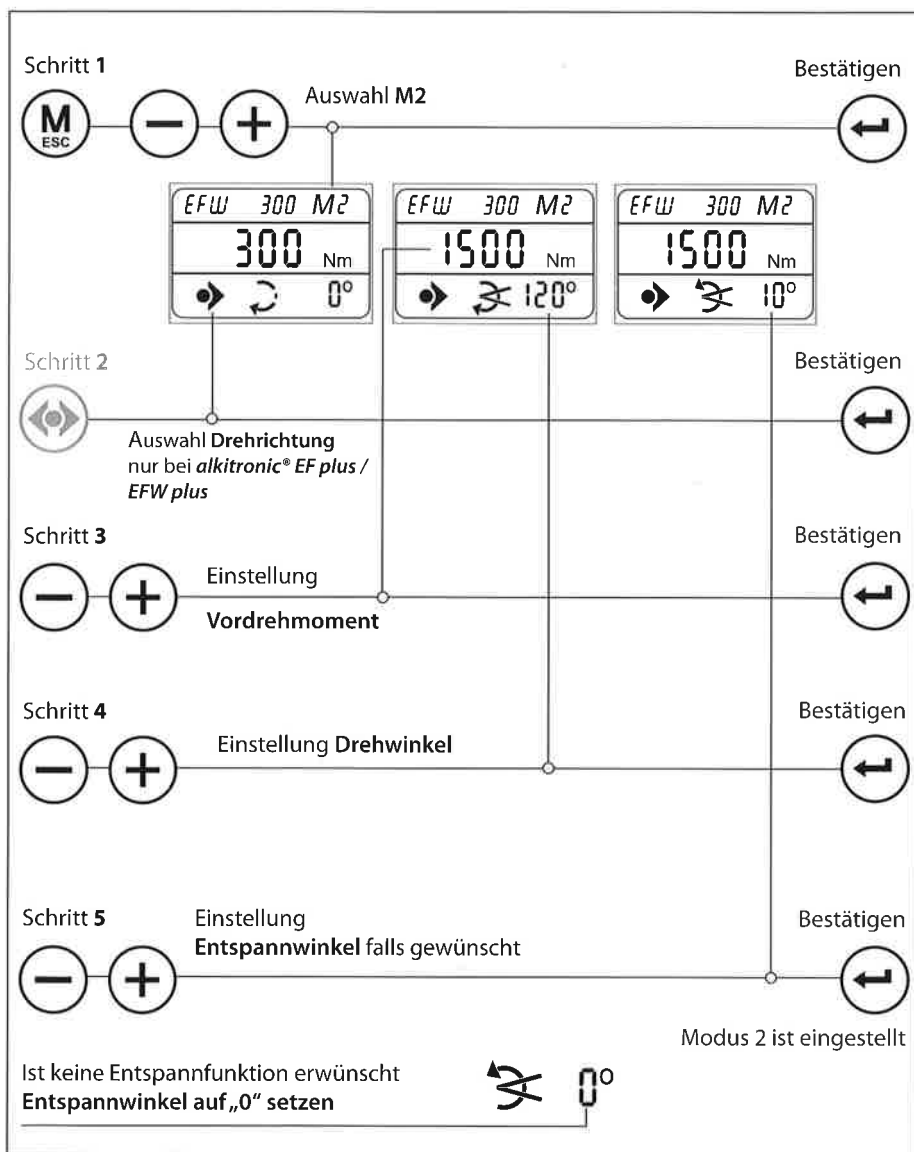 Schritt 1
Bestätigen
M
ESC
Auswahl M2
EFW 300 M2
300 Nm
0°
EFW 300 M2
1500 Nm
120°
EFW 300 M2
1500 Nm
10°
Schritt 2
Bestätigen
Auswahl Drehrichtung
nur bei alkitronic® EF plus /
EFW plus
Schritt 3
Bestätigen
Einstellung
Vordrehmoment
Schritt 4
Bestätigen
Einstellung Drehwinkel
Schritt 5
Bestätigen
Einstellung
Entspannwinkel falls gewünscht
Modus 2 ist eingestellt
Ist keine Entspannfunktion erwünscht
Entspannwinkel auf „0" setzen
0°